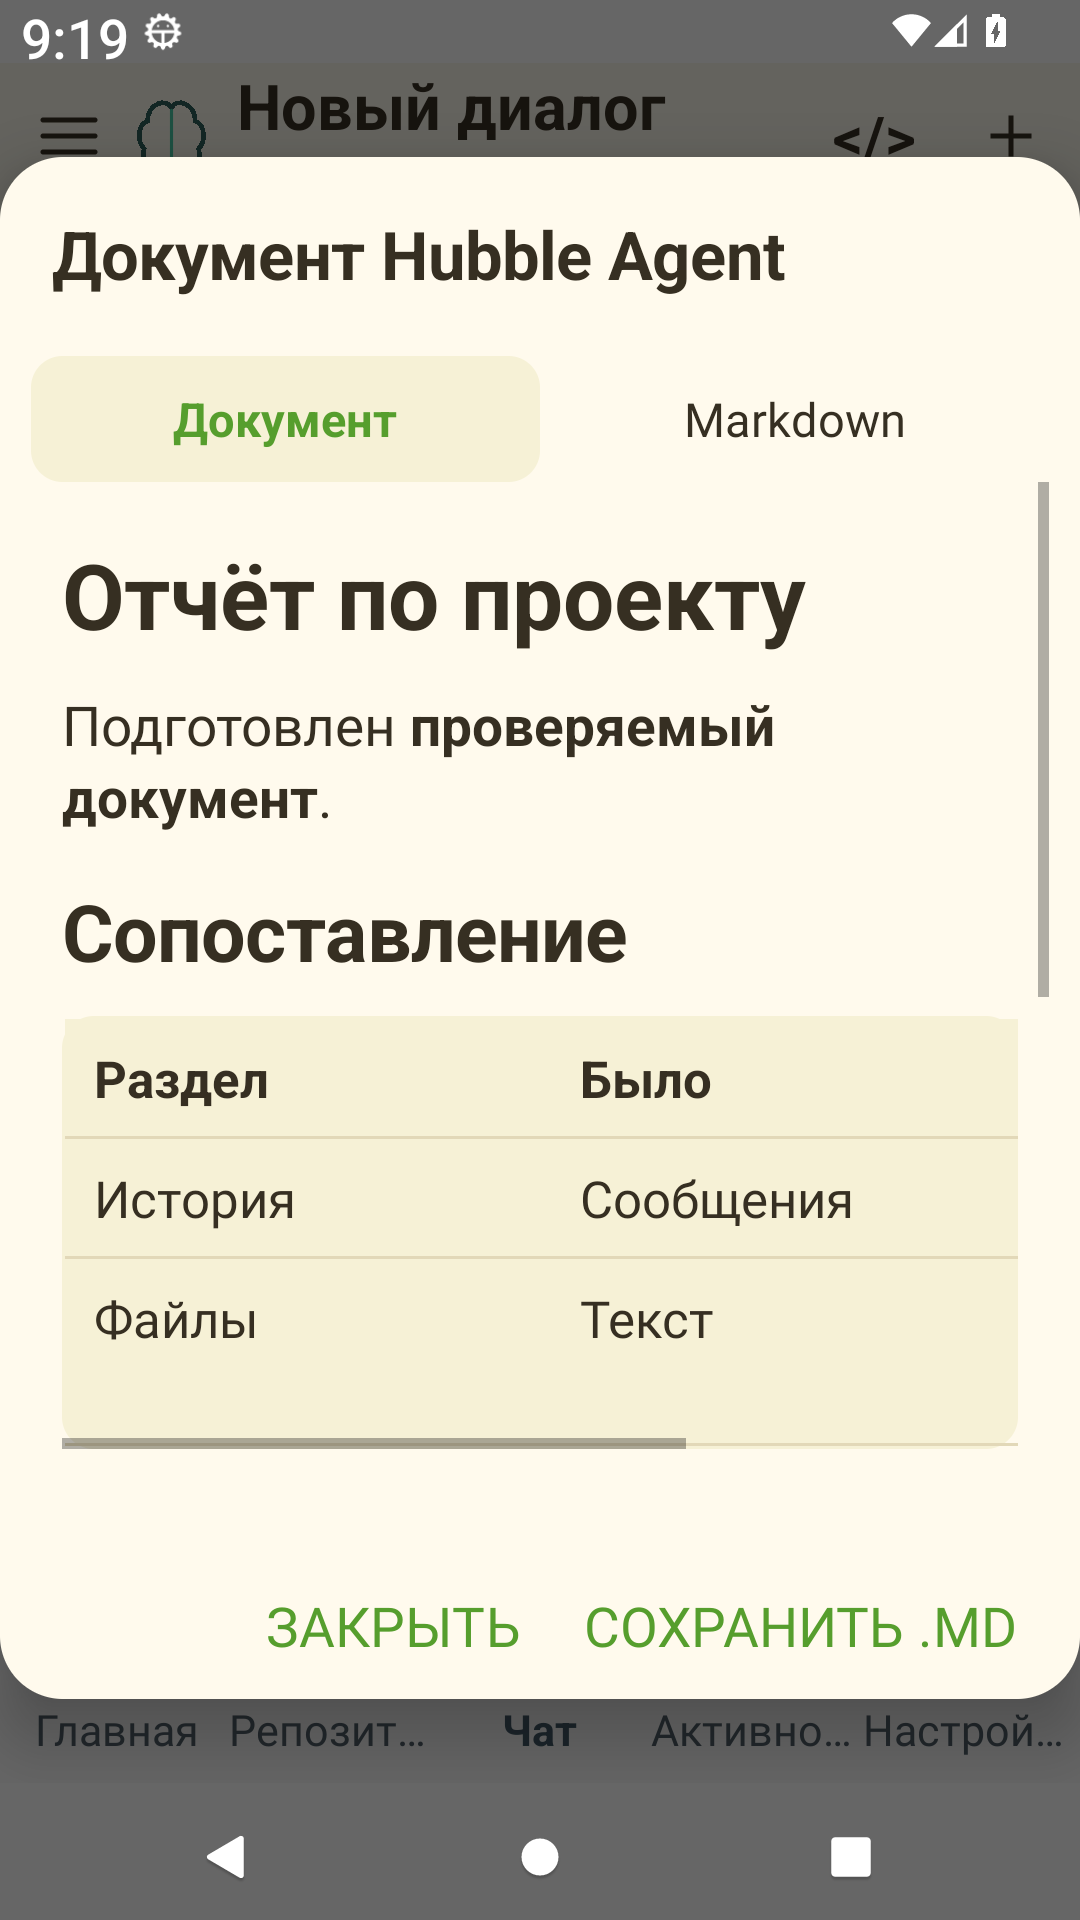 9:19
Новый диалог
</>
Документ Hubble Agent
Документ Markdown
Отчёт по проекту
Подготовлен проверяемый
документ.
Сопоставление
Раздел Было
История Сообщения
Файлы Текст
ЗАКРЫТЬ СОХРАНИТЬ .MD
Главная Репозит... Чат Активно... Настрой...